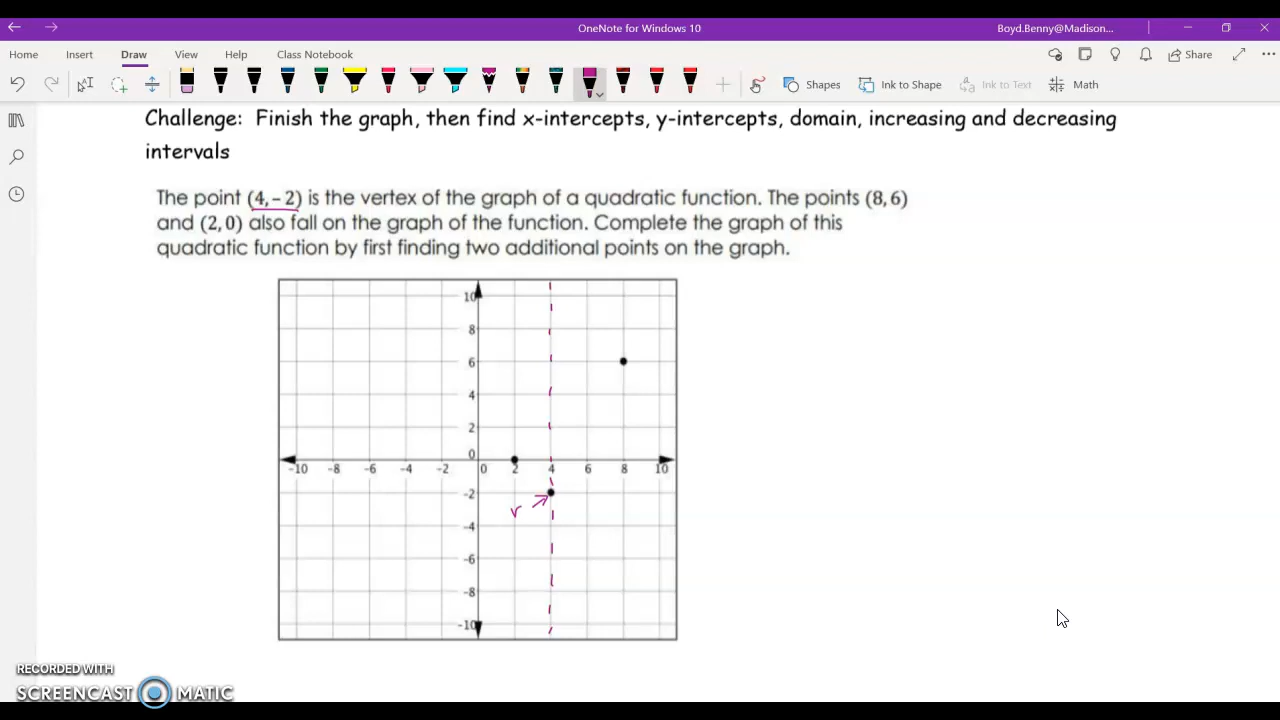 OneNote for Windows 10
Boyd.Benny@Madison...
Home Insert Draw View Help Class Notebook
Share
Shapes Ink to Shape Ink to Text Math
Challenge: Finish the graph, then find x-intercepts, y-intercepts, domain, increasing and decreasing
intervals
The point (4, – 2) is the vertex of the graph of a quadratic function. The points (8, 6)
and (2, 0) also fall on the graph of the function. Complete the graph of this
quadratic function by first finding two additional points on the graph.
10
8
6
4
2
0
-10 -8 -6 -4 -2 0 2 4 6 8 10
-2
v
-4
-6
-8
-10
RECORDED WITH
SCREENCAST MATIC